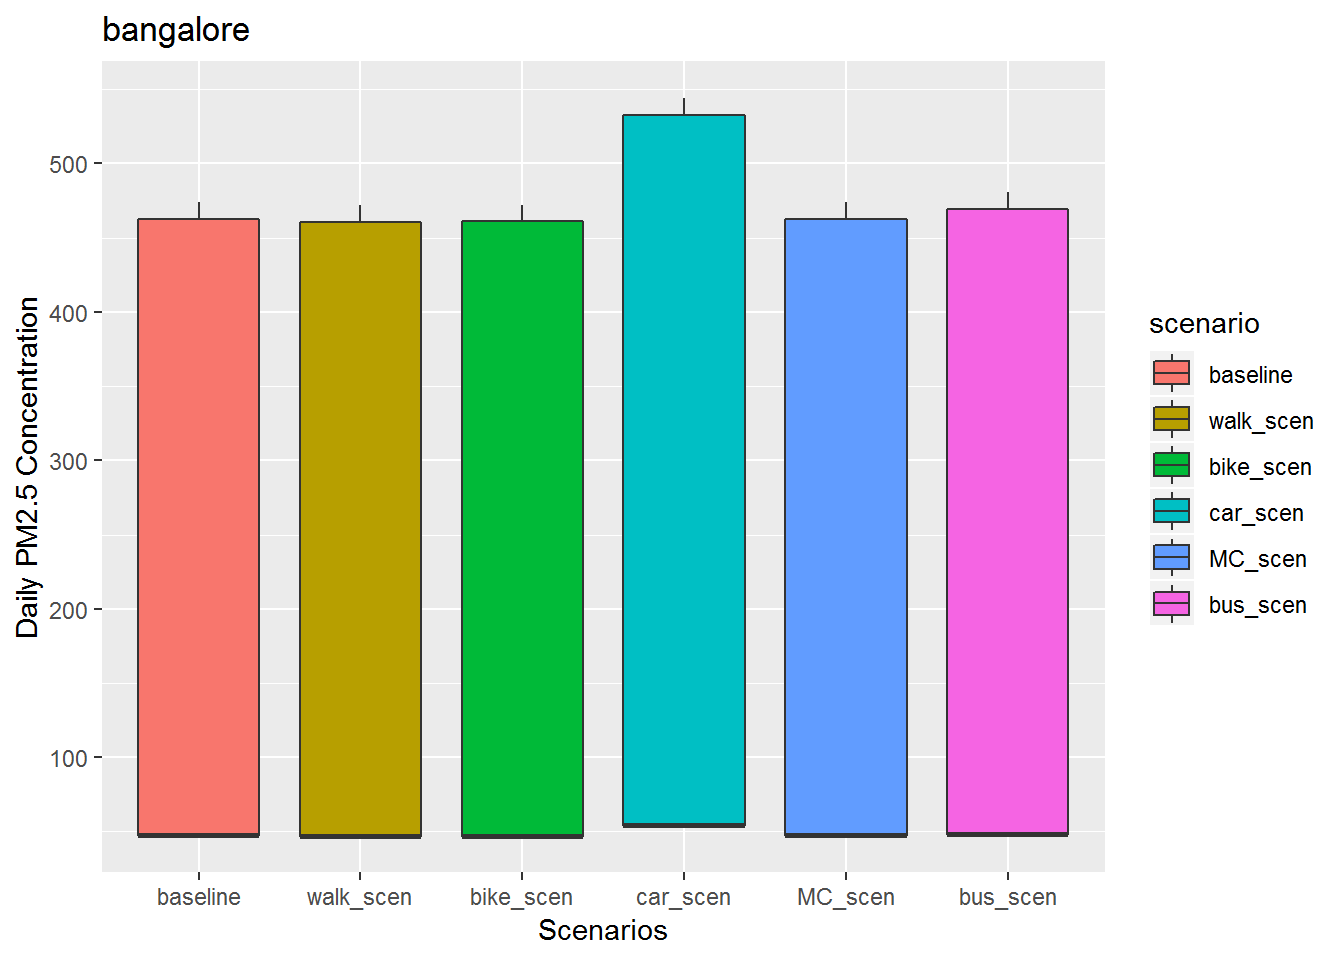 bangalore
Daily PM2.5 Concentration
500
400
300
200
100
baseline
walk_scen
bike_scen
car_scen
MC_scen
bus_scen
Scenarios
scenario
baseline
walk_scen
bike_scen
car_scen
MC_scen
bus_scen